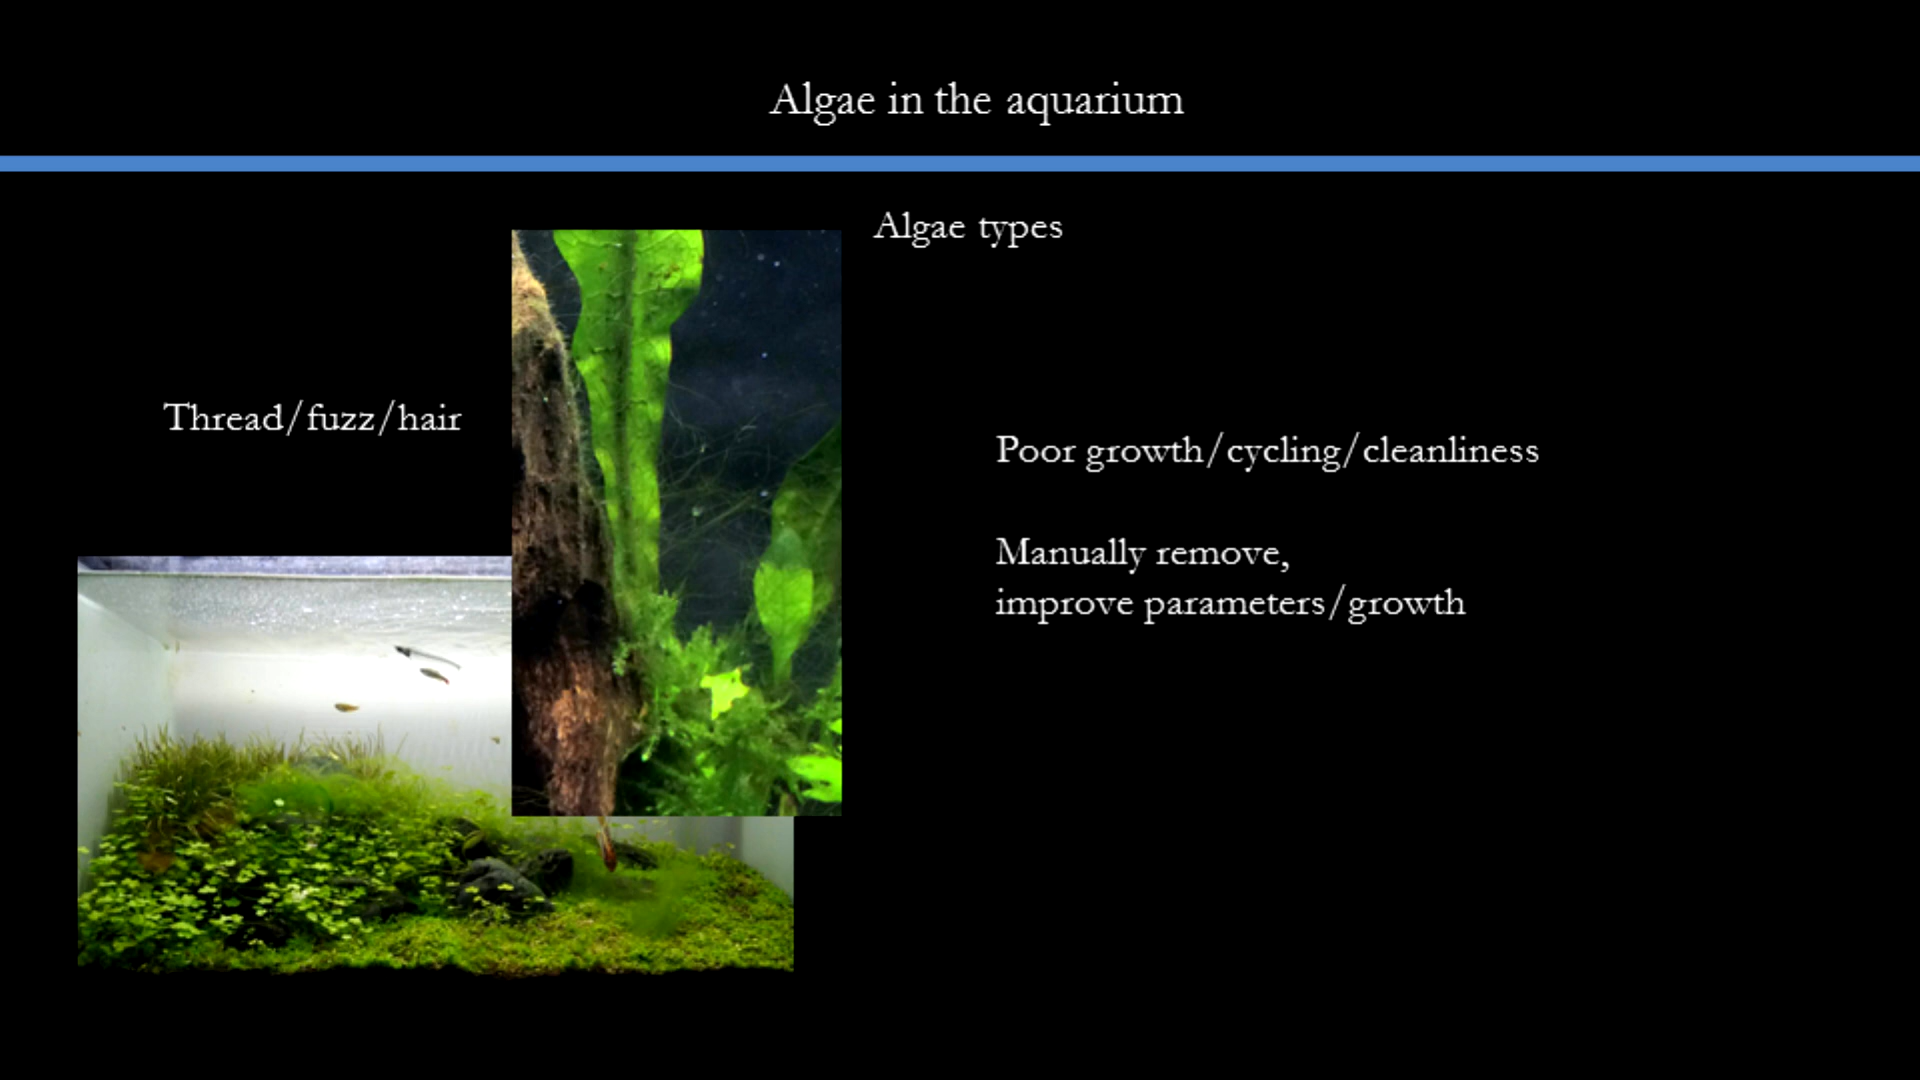 Algae in the aquarium
Algae types
Thread/fuzz/hair
Poor growth/cycling/cleanliness
Manually remove,
improve parameters/growth